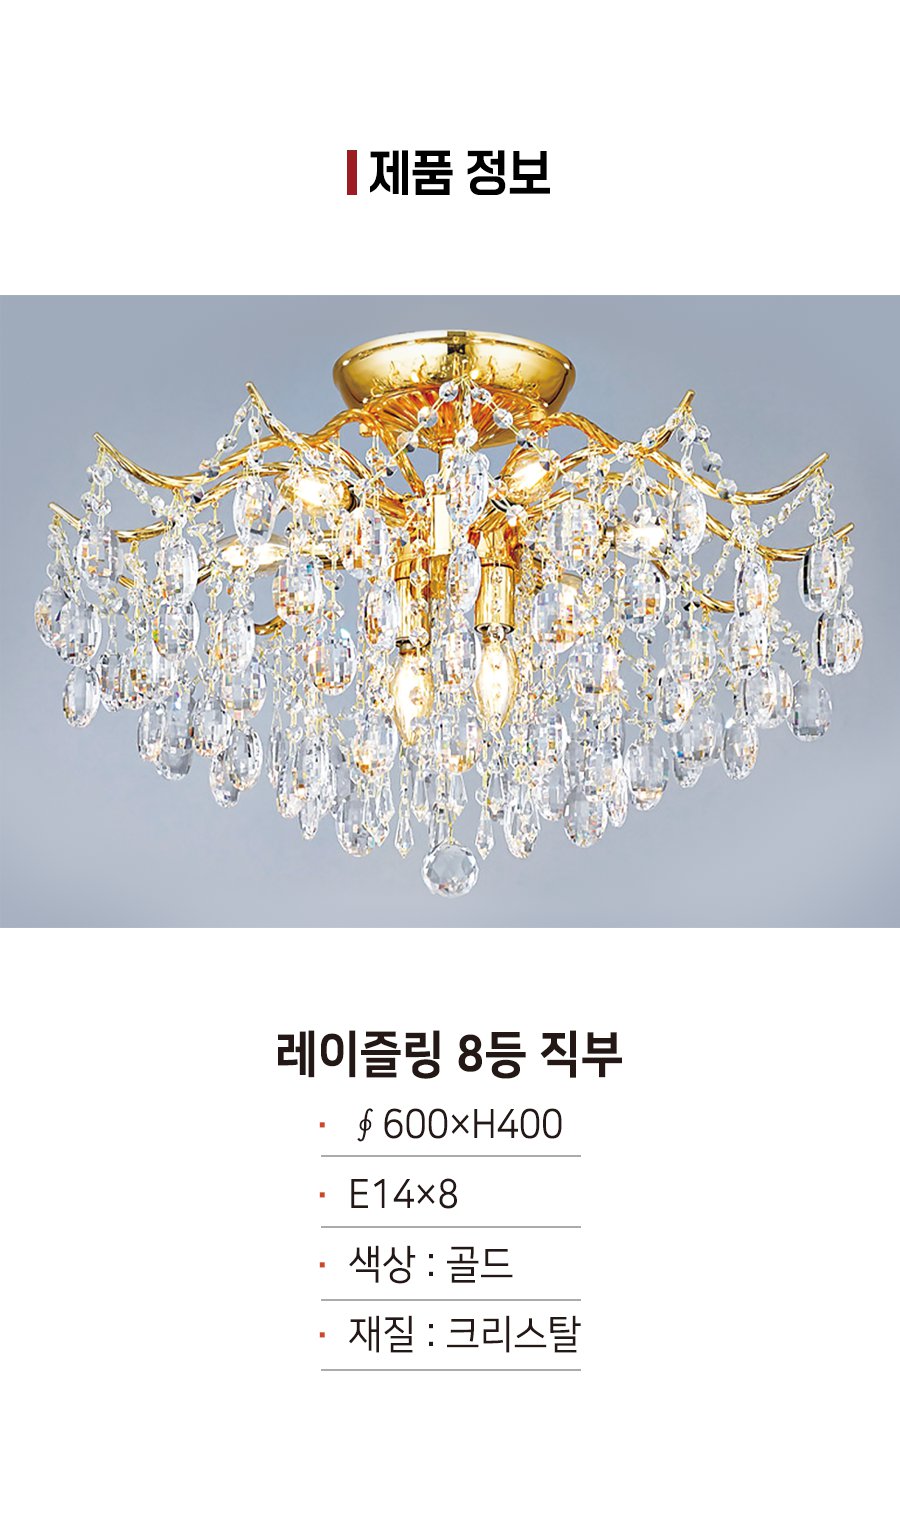 제품 정보
레이즐링 8등 직부
· ∮600×H400
· E14×8
· 색상 : 골드
· 재질 : 크리스탈